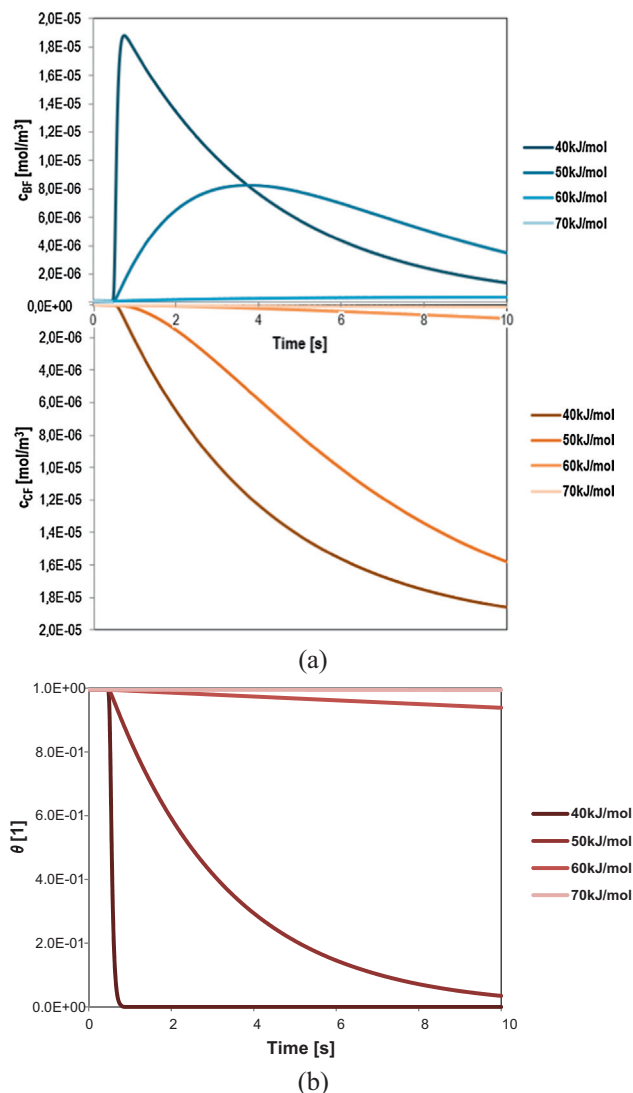 2,0E-05
1,8E-05
1,6E-05
1,4E-05
1,2E-05
1,0E-05
8,0E-06
6,0E-06
4,0E-06
2,0E-06
0,0E+00
cBF [mol/m³]
40kJ/mol
50kJ/mol
60kJ/mol
70kJ/mol
0 2 4 6 8 10
Time [s]
2,0E-06
4,0E-06
6,0E-06
8,0E-06
1,0E-05
1,2E-05
1,4E-05
1,6E-05
1,8E-05
2,0E-05
cCF [mol/m³]
40kJ/mol
50kJ/mol
60kJ/mol
70kJ/mol
(a)
1.0E+00
8.0E-01
6.0E-01
4.0E-01
2.0E-01
0.0E+00
θ [1]
40kJ/mol
50kJ/mol
60kJ/mol
70kJ/mol
0 2 4 6 8 10
Time [s]
(b)